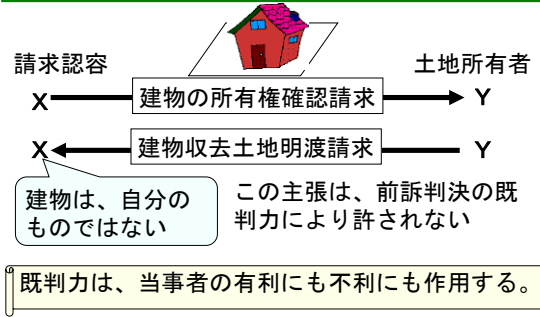 請求認容
土地所有者
X 建物の所有権確認請求 Y
X 建物収去土地明渡請求 Y
建物は、自分の
ものではない
この主張は、前訴判決の既
判力により許されない
既判力は、当事者の有利にも不利にも作用する。